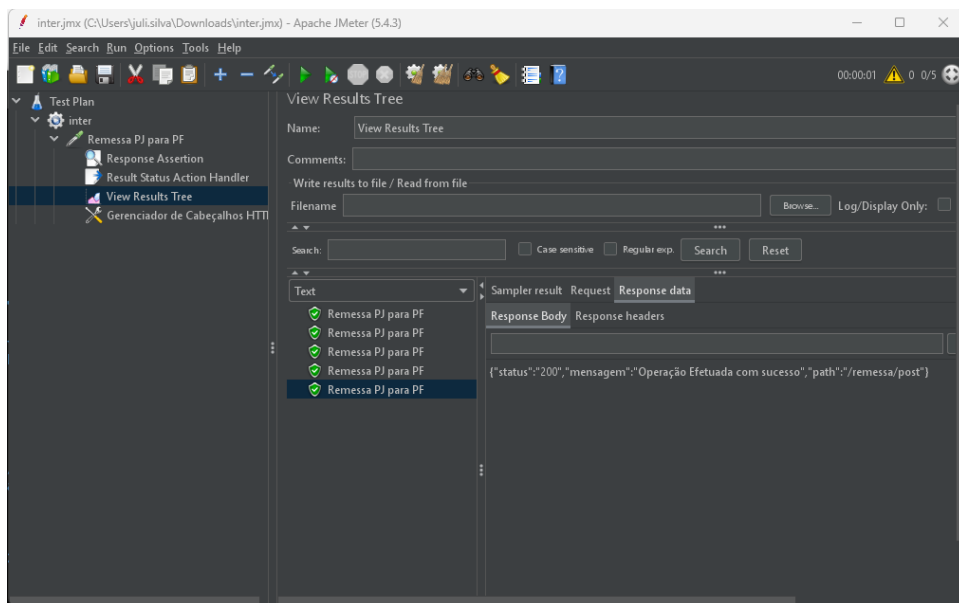 inter.jmx (C:\Users\juli.silva\Downloads\inter.jmx) - Apache JMeter (5.4.3)
File Edit Search Run Options Tools Help
00:00:01 0 0/5
Test Plan
inter
Remessa PJ para PF
Response Assertion
Result Status Action Handler
View Results Tree
Gerenciador de Cabeçalhos HTT
View Results Tree
Name: View Results Tree
Comments:
Write results to file / Read from file
Filename Browse... Log/Display Only:
Search: Case sensitive Regular exp. Search Reset
Text
Remessa PJ para PF
Remessa PJ para PF
Remessa PJ para PF
Remessa PJ para PF
Remessa PJ para PF
Sampler result Request Response data
Response Body Response headers
{"status":"200","mensagem":"Operação Efetuada com sucesso","path":"/remessa/post"}